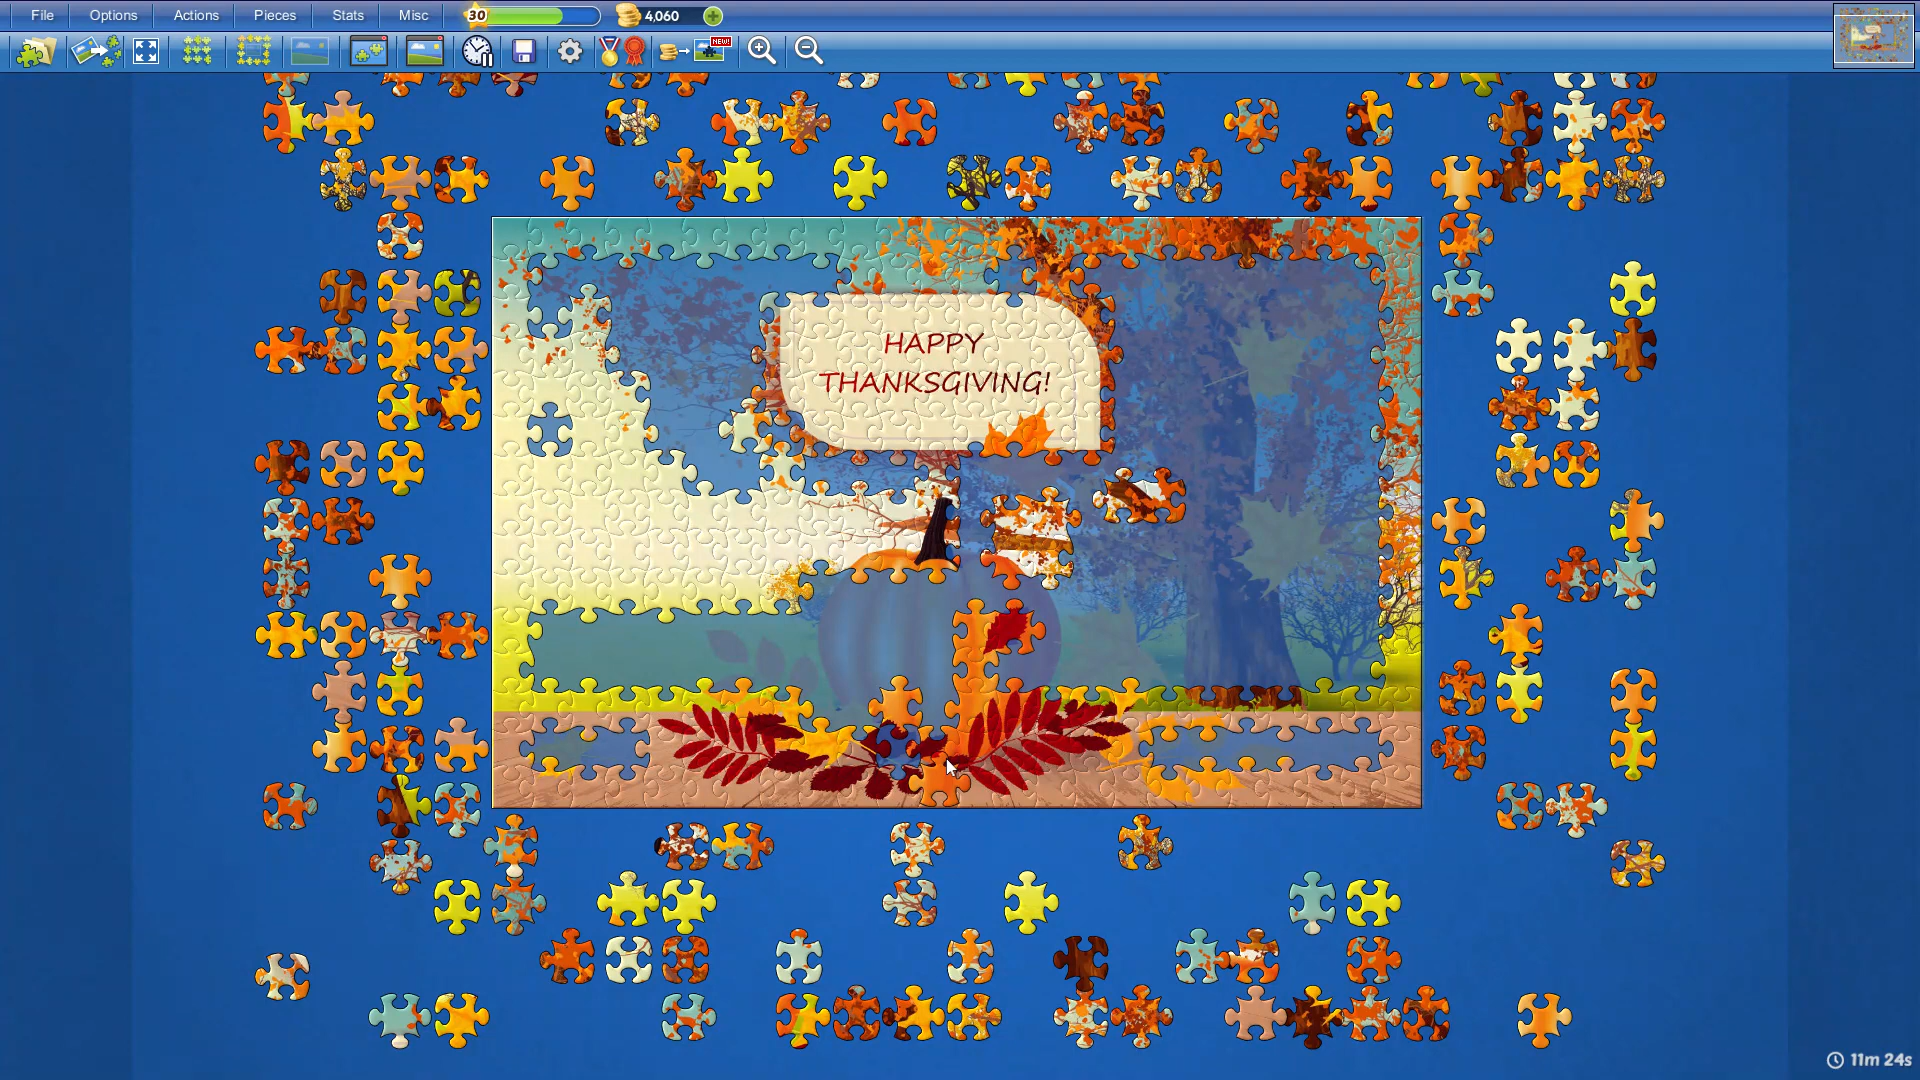 File Options Actions Pieces Stats Misc 30 4,060
NEW!
HAPPY
THANKSGIVING!
11m 24s